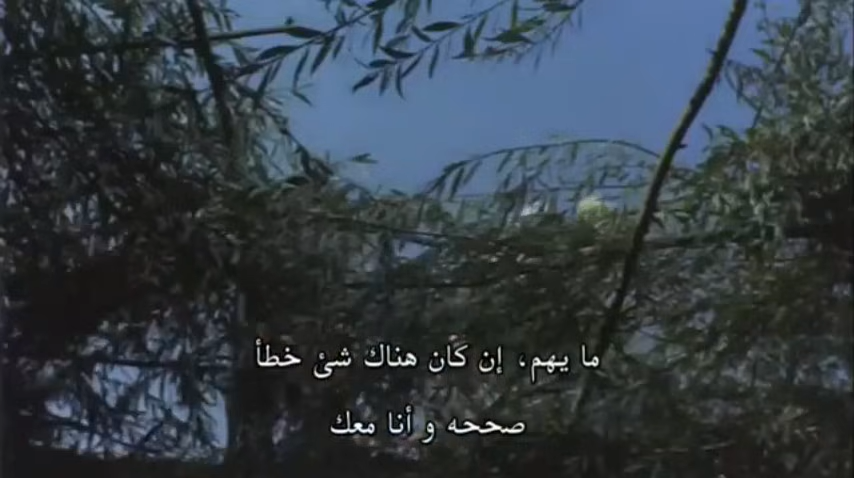 ما يهم، إن كان هناك شئ خطأ
صححه و أنا معك